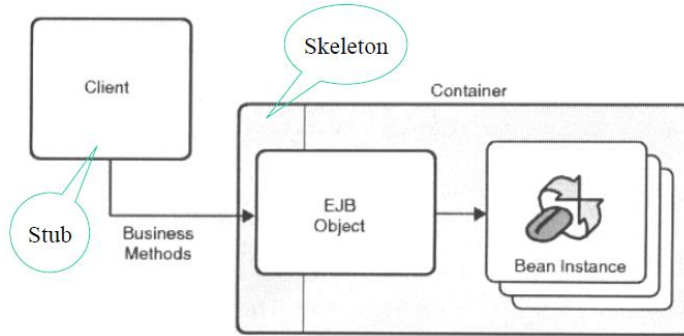 Skeleton
Client
Container
EJB
Object
Stub
Business
Methods
Bean Instance